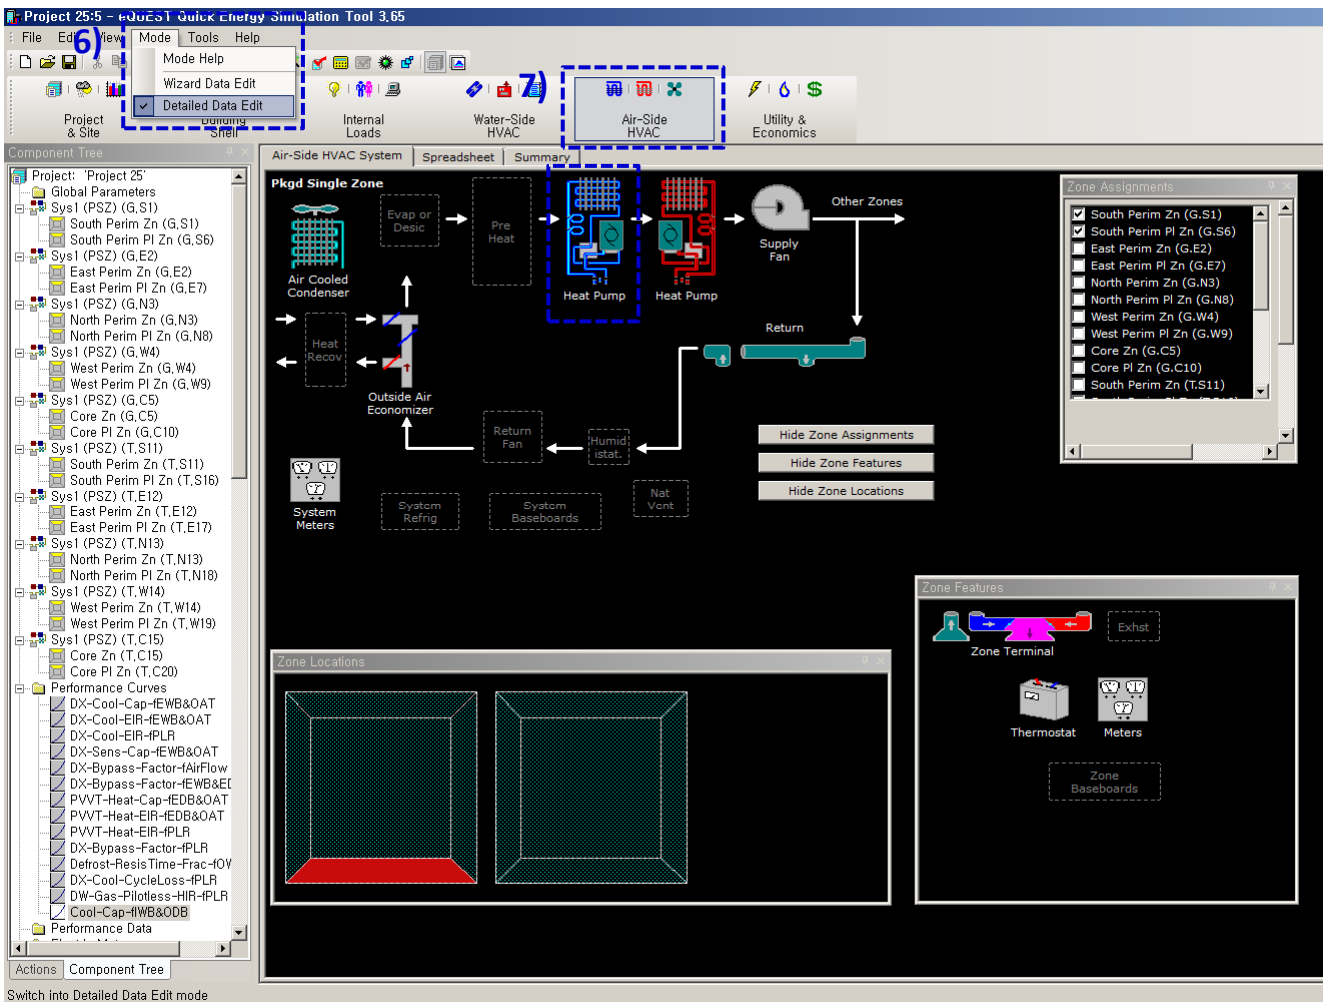 Project 25:5 - eQUEST Quick Energy Simulation Tool 3.65
File Edit View Mode Tools Help
6)
Mode Help
Wizard Data Edit
Detailed Data Edit
7)
Project & Site
Building Shell
Internal Loads
Water-Side HVAC
Air-Side HVAC
Utility & Economics
Component Tree
Project: 'Project 25'
Global Parameters
Sys1 (PSZ) (G.S1)
South Perim Zn (G.S1)
South Perim Pl Zn (G.S6)
Sys1 (PSZ) (G.E2)
East Perim Zn (G.E2)
East Perim Pl Zn (G.E7)
Sys1 (PSZ) (G.N3)
North Perim Zn (G.N3)
North Perim Pl Zn (G.N8)
Sys1 (PSZ) (G.W4)
West Perim Zn (G.W4)
West Perim Pl Zn (G.W9)
Sys1 (PSZ) (G.C5)
Core Zn (G.C5)
Core Pl Zn (G.C10)
Sys1 (PSZ) (T.S11)
South Perim Zn (T.S11)
South Perim Pl Zn (T.S16)
Sys1 (PSZ) (T.E12)
East Perim Zn (T.E12)
East Perim Pl Zn (T.E17)
Sys1 (PSZ) (T.N13)
North Perim Zn (T.N13)
North Perim Pl Zn (T.N18)
Sys1 (PSZ) (T.W14)
West Perim Zn (T.W14)
West Perim Pl Zn (T.W19)
Sys1 (PSZ) (T.C15)
Core Zn (T.C15)
Core Pl Zn (T.C20)
Performance Curves
DX-Cool-Cap-fEWB&OAT
DX-Cool-EIR-fEWB&OAT
DX-Cool-EIR-fPLR
DX-Sens-Cap-fEWB&OAT
DX-Bypass-Factor-fAirFlow
DX-Bypass-Factor-fEWB&ED
PVVT-Heat-Cap-fEDB&OAT
PVVT-Heat-EIR-fEDB&OAT
PVVT-Heat-EIR-fPLR
DX-Bypass-Factor-fPLR
Defrost-ResisTime-Frac-fOW
DX-Cool-CycleLoss-fPLR
DW-Gas-Pilotless-HIR-fPLR
Cool-Cap-fIWB&ODB
Performance Data
Actions
Component Tree
Switch into Detailed Data Edit mode
Air-Side HVAC System
Spreadsheet
Summary
Pkgd Single Zone
Air Cooled
Condenser
Evap or
Desic
Pre
Heat
Heat Pump
Heat Pump
Supply
Fan
Other Zones
Heat
Recov
Outside Air
Economizer
Return
Return
Fan
Humid
istat.
System
Meters
System
Refrig
System
Baseboards
Nat
Vent
Hide Zone Assignments
Hide Zone Features
Hide Zone Locations
Zone Assignments
South Perim Zn (G.S1)
South Perim Pl Zn (G.S6)
East Perim Zn (G.E2)
East Perim Pl Zn (G.E7)
North Perim Zn (G.N3)
North Perim Pl Zn (G.N8)
West Perim Zn (G.W4)
West Perim Pl Zn (G.W9)
Core Zn (G.C5)
Core Pl Zn (G.C10)
South Perim Zn (T.S11)
Zone Features
Zone Terminal
Exhst
Thermostat
Meters
Zone
Baseboards
Zone Locations